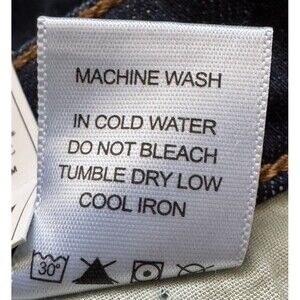 MACHINE WASH
IN COLD WATER
DO NOT BLEACH
TUMBLE DRY LOW
COOL IRON
30°